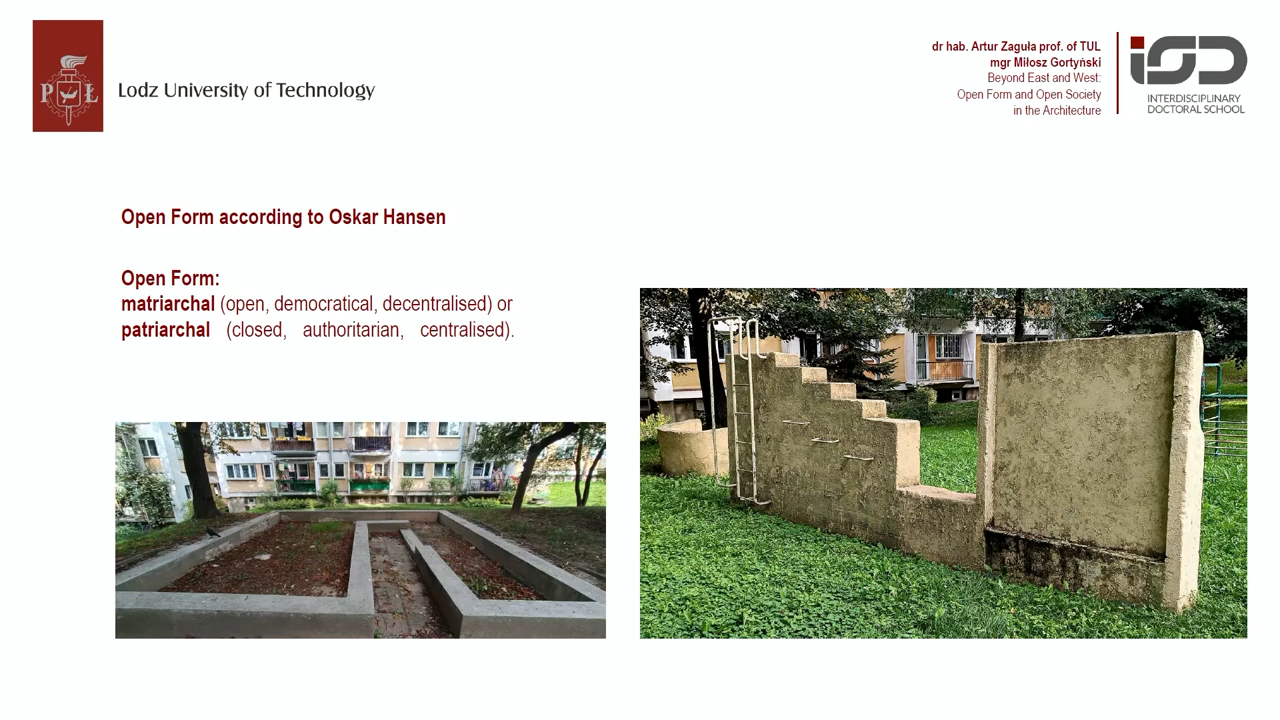 P Ł
Lodz University of Technology
dr hab. Artur Zaguła prof. of TUL
mgr Miłosz Gortyński
Beyond East and West:
Open Form and Open Society
in the Architecture
INTERDISCIPLINARY
DOCTORAL SCHOOL
Open Form according to Oskar Hansen
Open Form:
matriarchal (open, democratical, decentralised) or
patriarchal (closed, authoritarian, centralised).